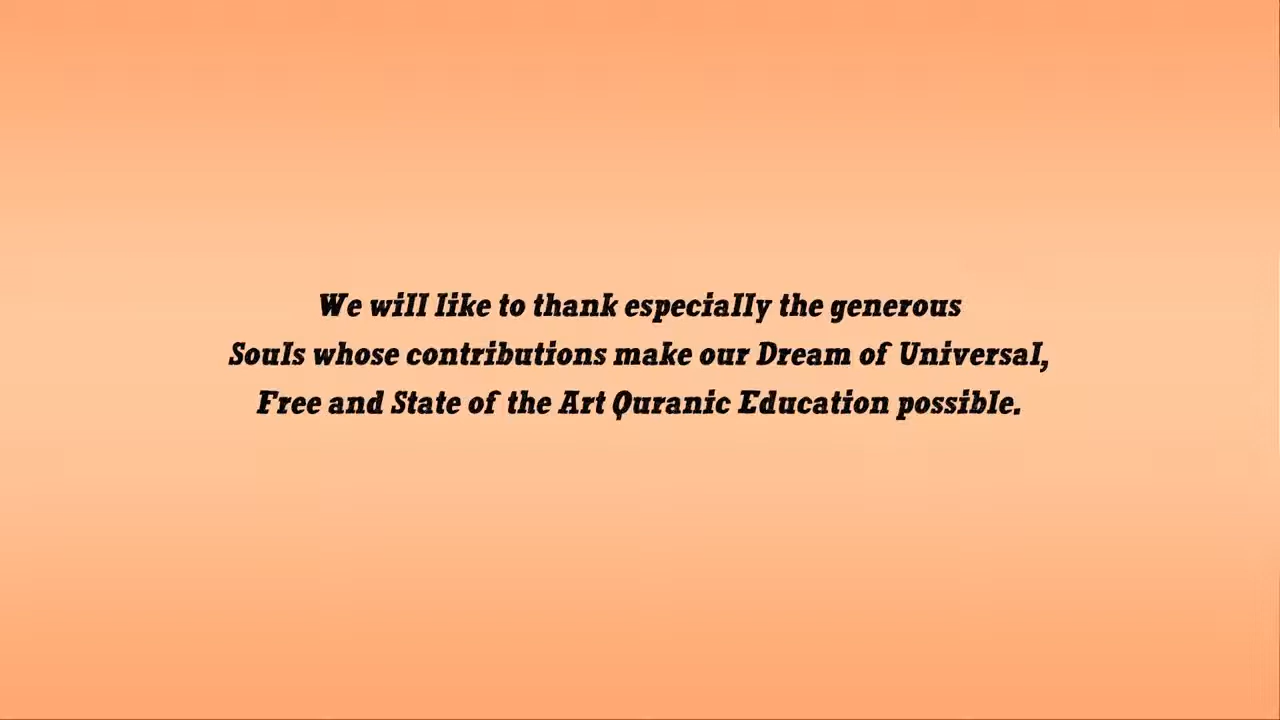 We will like to thank especially the generous
Souls whose contributions make our Dream of Universal,
Free and State of the Art Quranic Education possible.